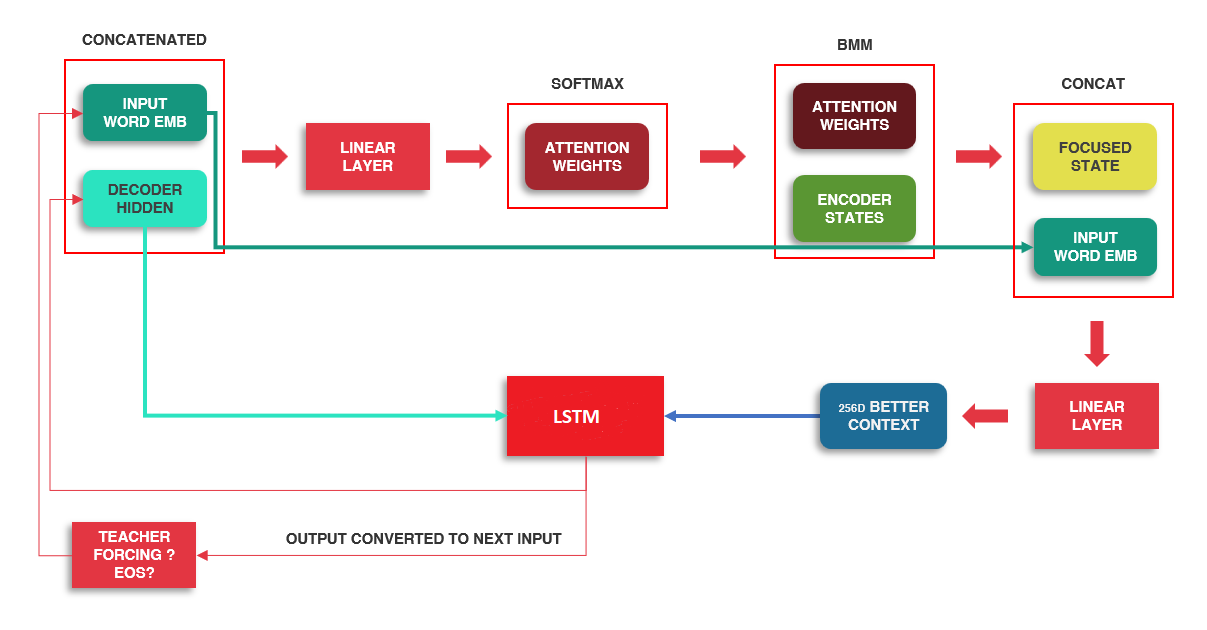 CONCATENATED
INPUT
WORD EMB
DECODER
HIDDEN
LINEAR
LAYER
SOFTMAX
ATTENTION
WEIGHTS
BMM
ATTENTION
WEIGHTS
ENCODER
STATES
CONCAT
FOCUSED
STATE
INPUT
WORD EMB
LINEAR
LAYER
256D BETTER
CONTEXT
LSTM
OUTPUT CONVERTED TO NEXT INPUT
TEACHER
FORCING ?
EOS?